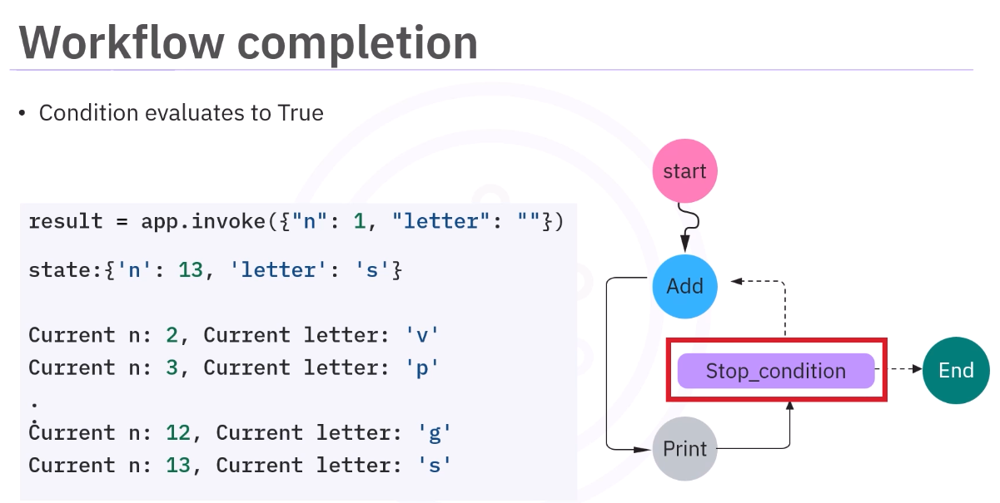 Workflow completion
• Condition evaluates to True
result = app.invoke({"n": 1, "letter": ""})
state:{'n': 13, 'letter': 's'}
Current n: 2, Current letter: 'v'
Current n: 3, Current letter: 'p'
.
.
Current n: 12, Current letter: 'g'
Current n: 13, Current letter: 's'
start
Add
Stop_condition
End
Print